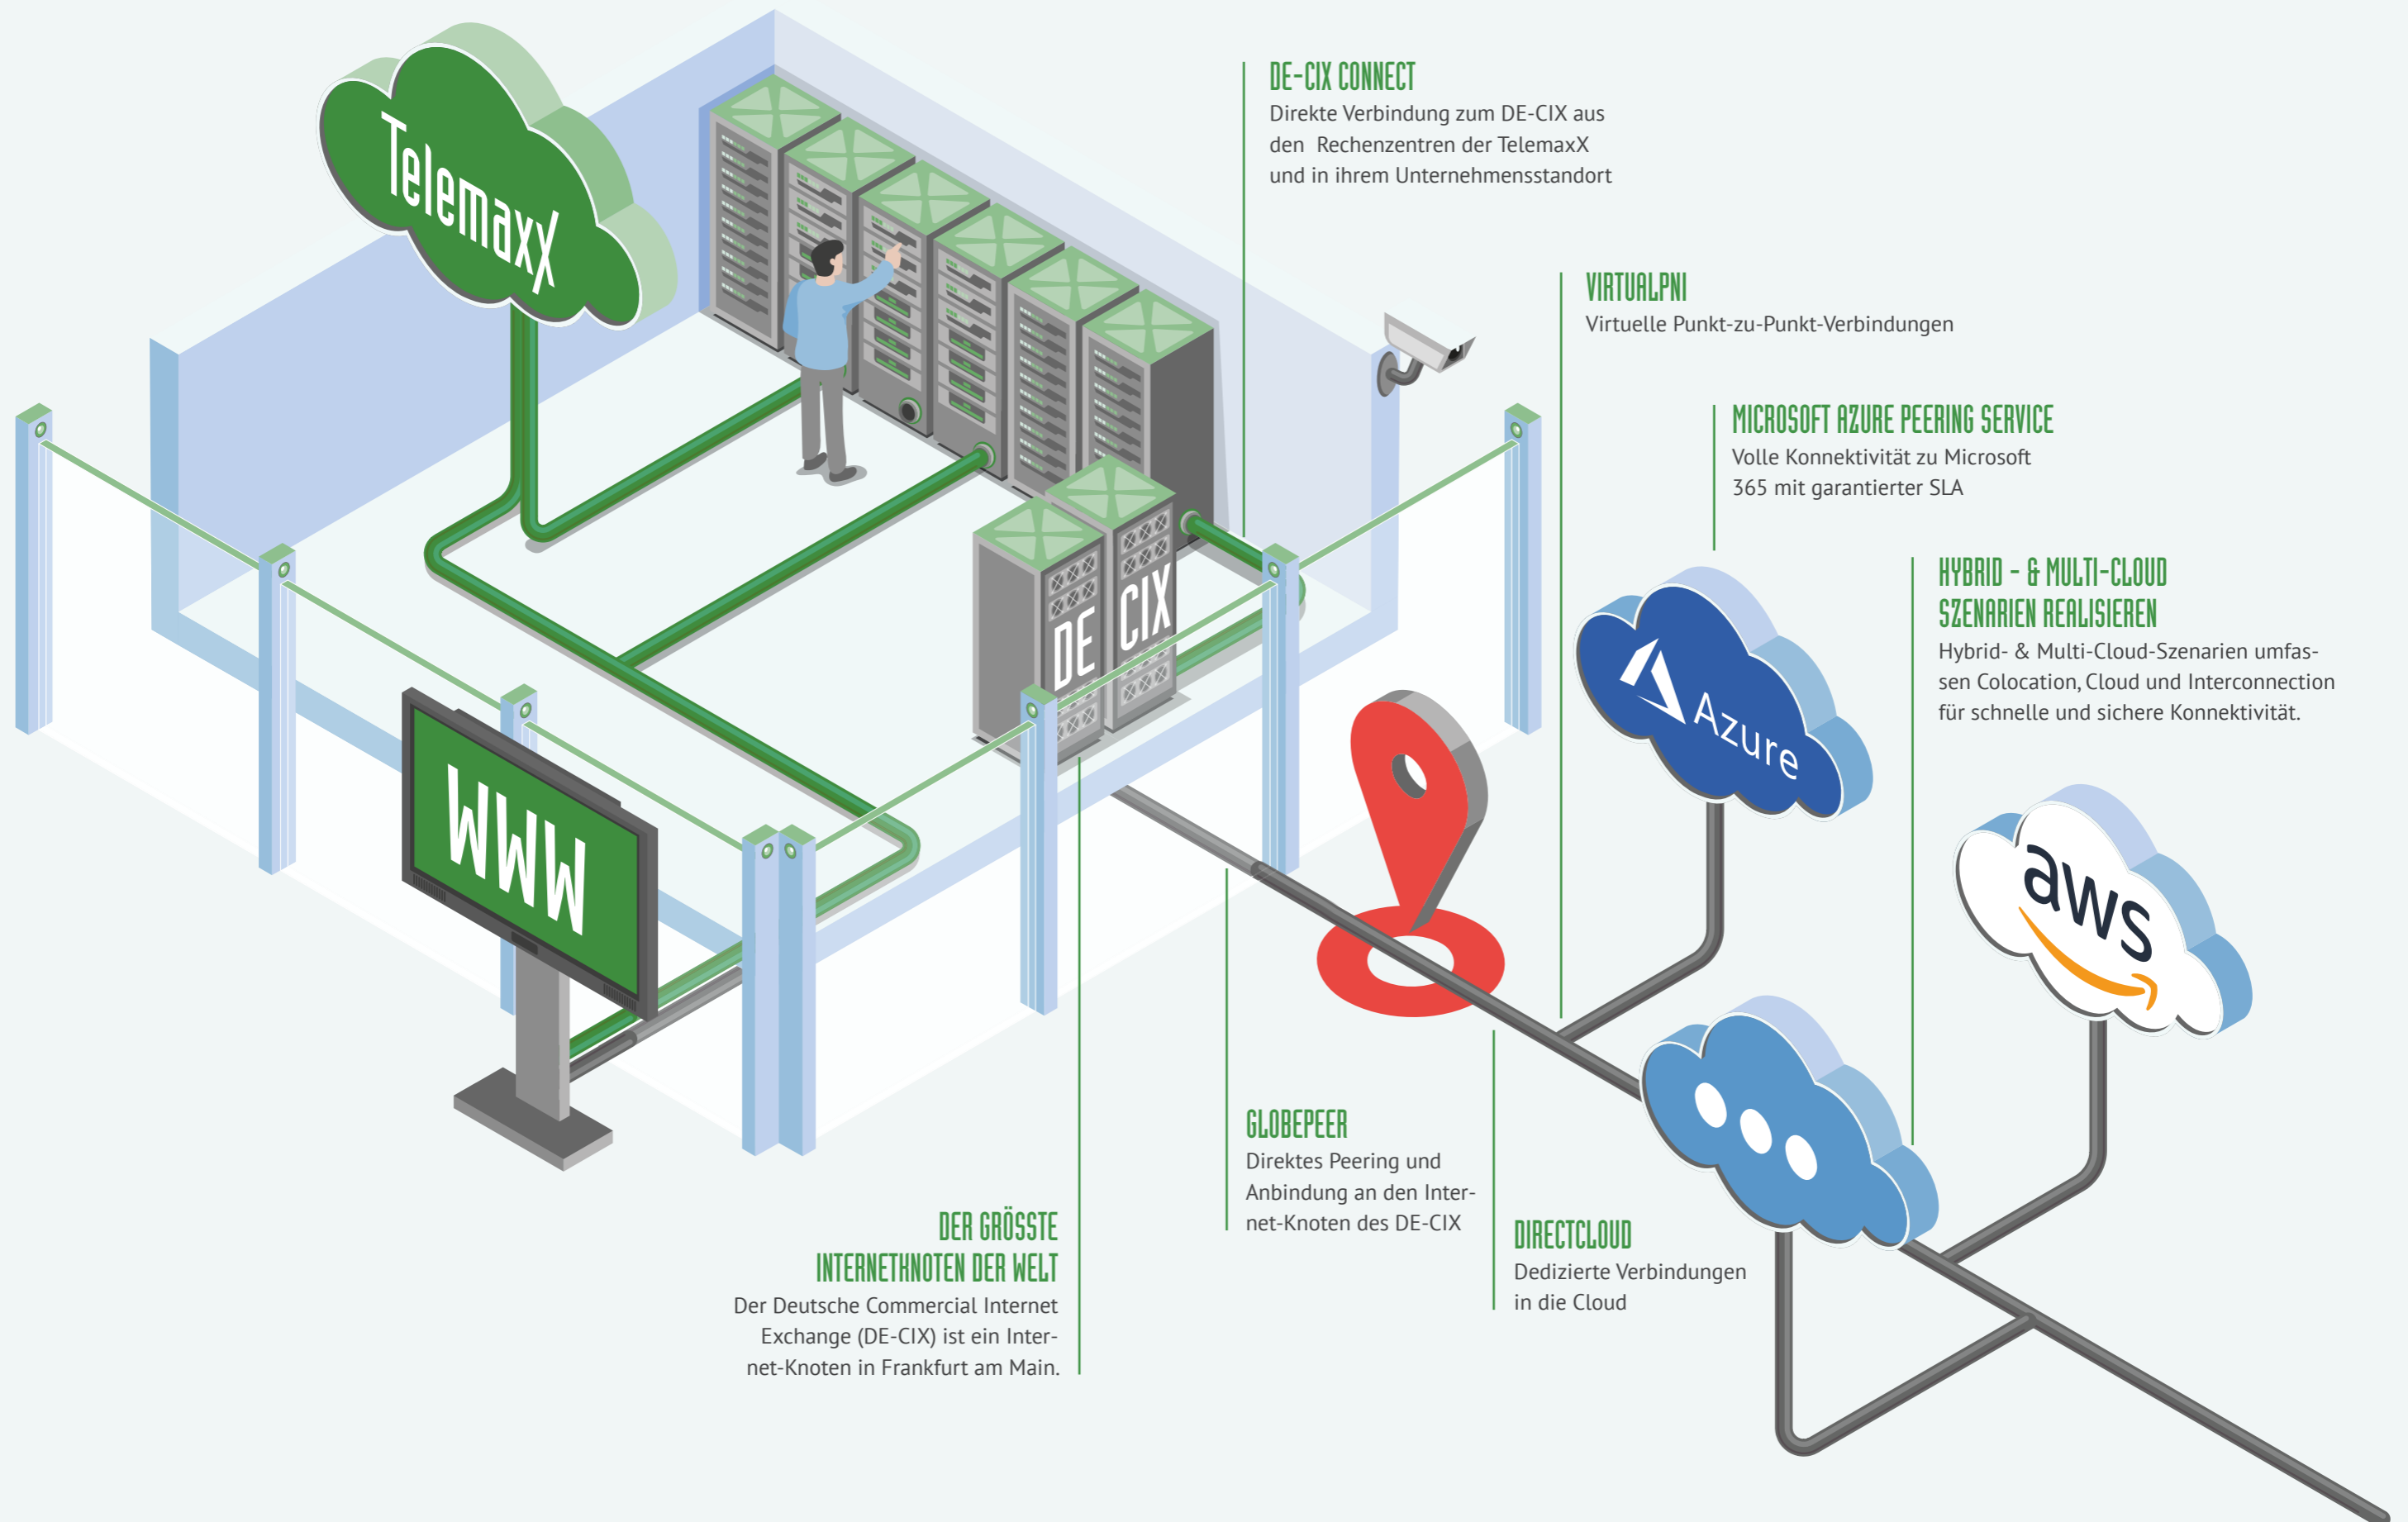 TelemaxX
DE-CIX CONNECT
Direkte Verbindung zum DE-CIX aus
den Rechenzentren der TelemaxX
und in ihrem Unternehmensstandort
VIRTUALPNI
Virtuelle Punkt-zu-Punkt-Verbindungen
MICROSOFT AZURE PEERING SERVICE
Volle Konnektivität zu Microsoft
365 mit garantierter SLA
HYBRID - & MULTI-CLOUD
SZENARIEN REALISIEREN
Hybrid- & Multi-Cloud-Szenarien umfas-
sen Colocation, Cloud und Interconnection
für schnelle und sichere Konnektivität.
DE CIX
Azure
WWW
aws
GLOBEPEER
Direktes Peering und
Anbindung an den Inter-
net-Knoten des DE-CIX
DER GRÖSSTE
INTERNETKNOTEN DER WELT
Der Deutsche Commercial Internet
Exchange (DE-CIX) ist ein Inter-
net-Knoten in Frankfurt am Main.
DIRECTCLOUD
Dedizierte Verbindungen
in die Cloud